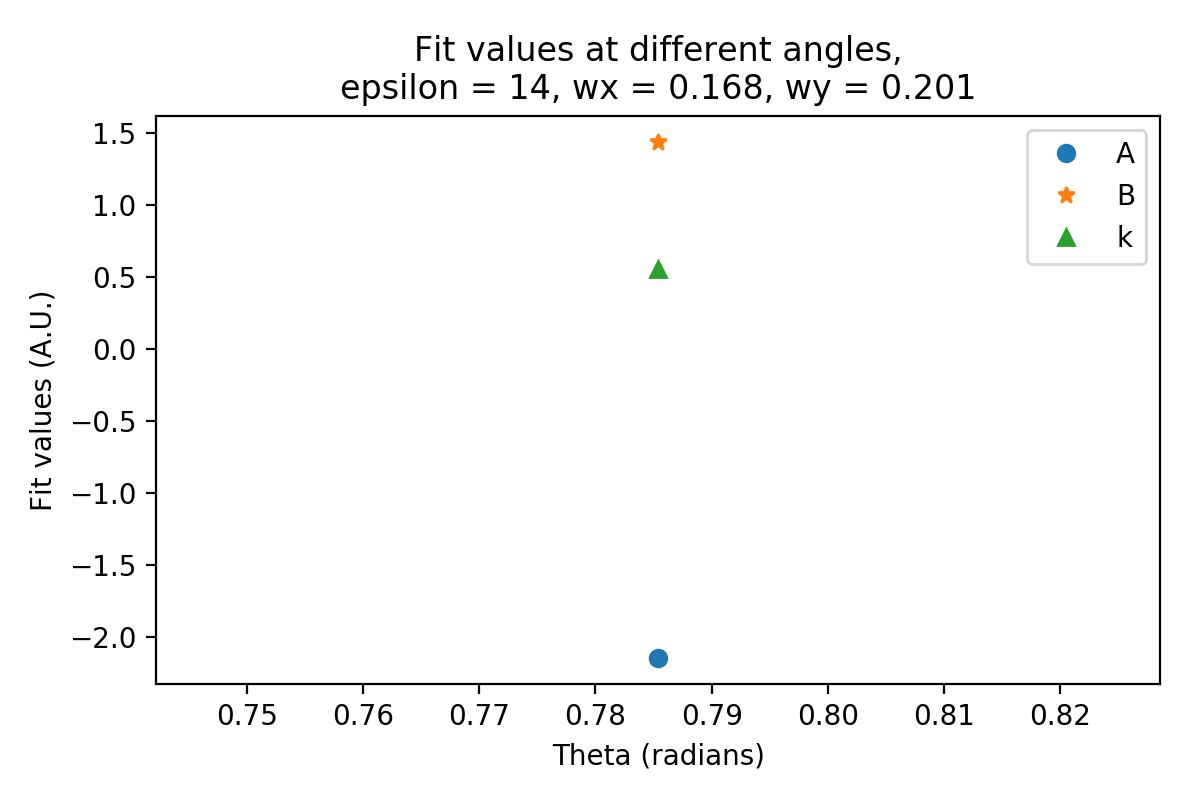 Fit values at different angles,
epsilon = 14, wx = 0.168, wy = 0.201
1.5
1.0
0.5
0.0
−0.5
−1.0
−1.5
−2.0
Fit values (A.U.)
A
B
k
0.75 0.76 0.77 0.78 0.79 0.80 0.81 0.82
Theta (radians)